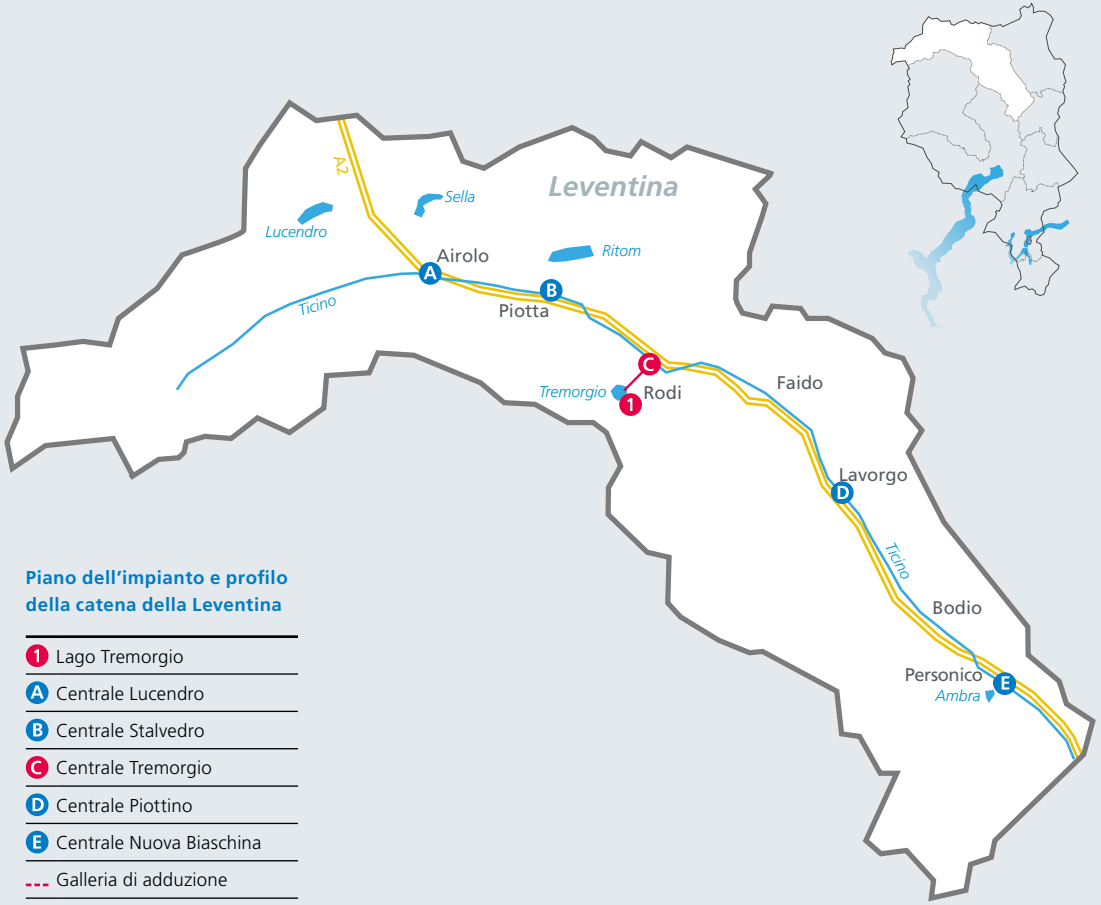 A2
Leventina
Sella
Lucendro
Ritom
Airolo
A
B
Ticino
Piotta
C
Tremorgio
Rodi
1
Faido
Lavorgo
D
Ticino
Bodio
Personico
E
Ambra
Piano dell'impianto e profilo
della catena della Leventina
1 Lago Tremorgio
A Centrale Lucendro
B Centrale Stalvedro
C Centrale Tremorgio
D Centrale Piottino
E Centrale Nuova Biaschina
Galleria di adduzione